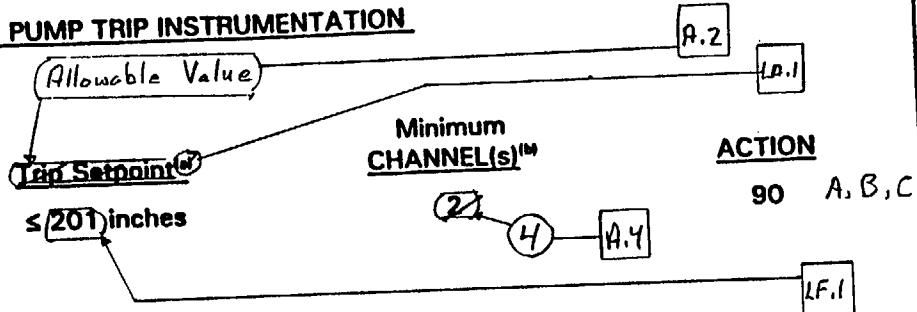 PUMP TRIP INSTRUMENTATION
A.2
Allowable Value
LA.1
Minimum
Trip Setpoint(a) CHANNEL(s)(b) ACTION
2 90 A, B, C
≤ 201 inches
4 A.4
LF.1